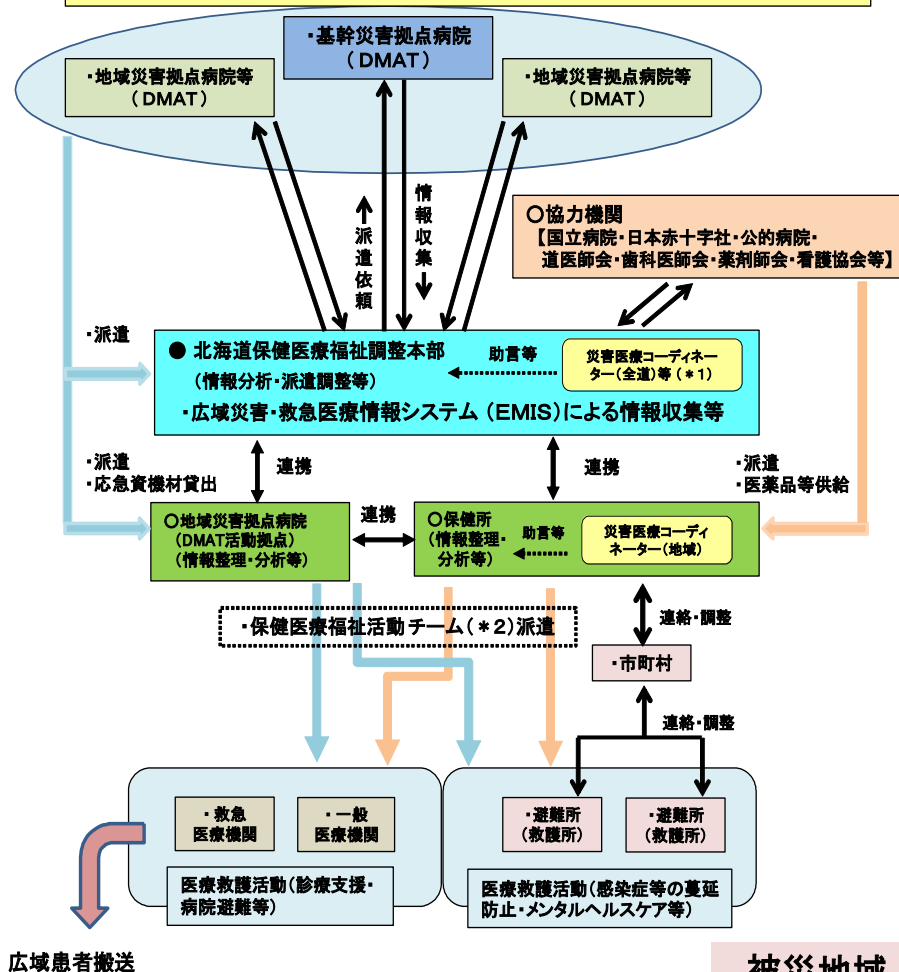 ・基幹災害拠点病院
(DMAT)
・地域災害拠点病院等
(DMAT)
・地域災害拠点病院等
(DMAT)
派遣依頼
情報収集
○協力機関
【国立病院・日本赤十字社・公的病院・
道医師会・歯科医師会・薬剤師会・看護協会等】
・派遣
● 北海道保健医療福祉調整本部
(情報分析・派遣調整等)
助言等
災害医療コーディネー
ター(全道)等(*1)
・広域災害・救急医療情報システム(EMIS)による情報収集等
・派遣
・応急資機材貸出
連携
連携
・派遣
・医薬品等供給
○地域災害拠点病院
(DMAT活動拠点)
(情報整理・分析等)
連携
○保健所
(情報整理・
分析等)
助言等
災害医療コーディ
ネーター(地域)
・保健医療福祉活動チーム(*2)派遣
連絡・調整
・市町村
連絡・調整
・救急
医療機関
・一般
医療機関
・避難所
(救護所)
・避難所
(救護所)
医療救護活動(診療支援・
病院避難等)
医療救護活動(感染症等の蔓延
防止・メンタルヘルスケア等)
広域患者搬送
被災地域